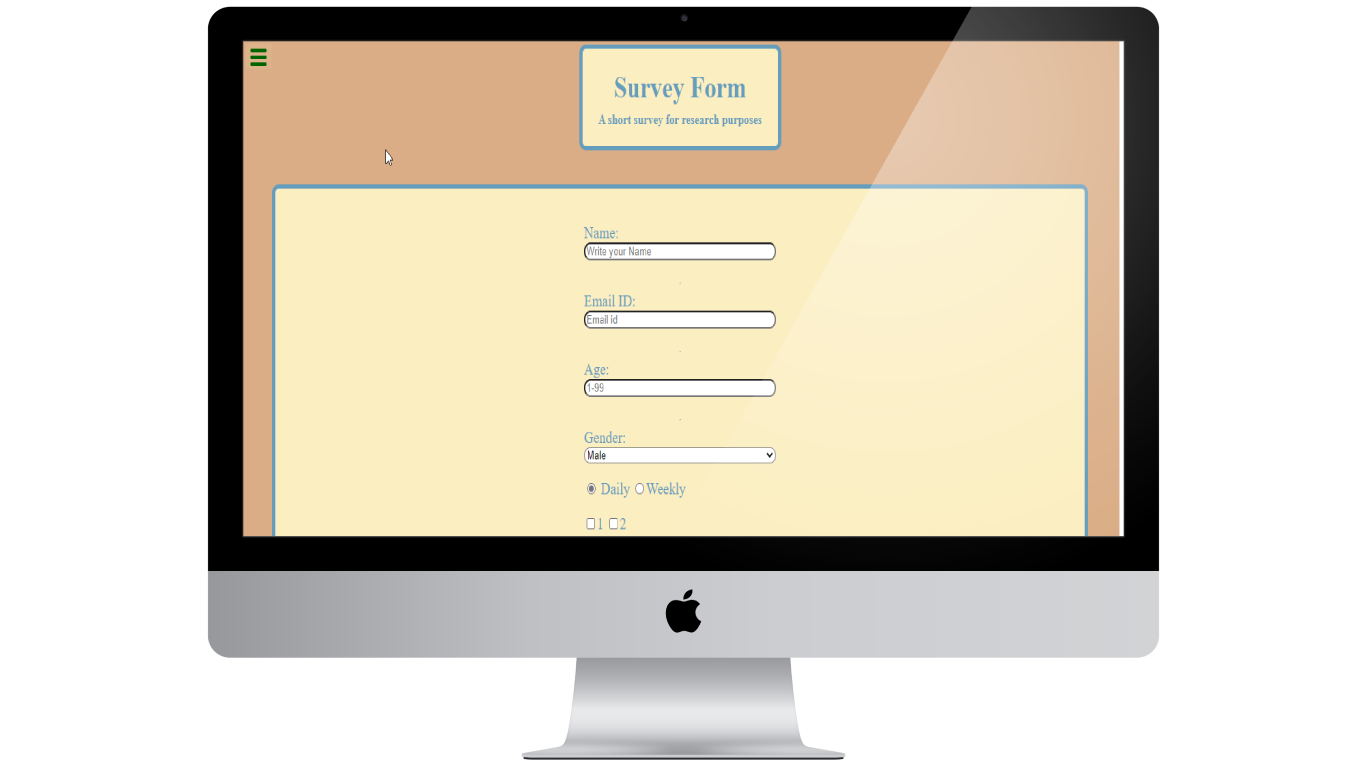 Survey Form
A short survey for research purposes
Name:
Write your Name
Email ID:
Email id
Age:
1-99
Gender:
Male
Daily Weekly
1 2